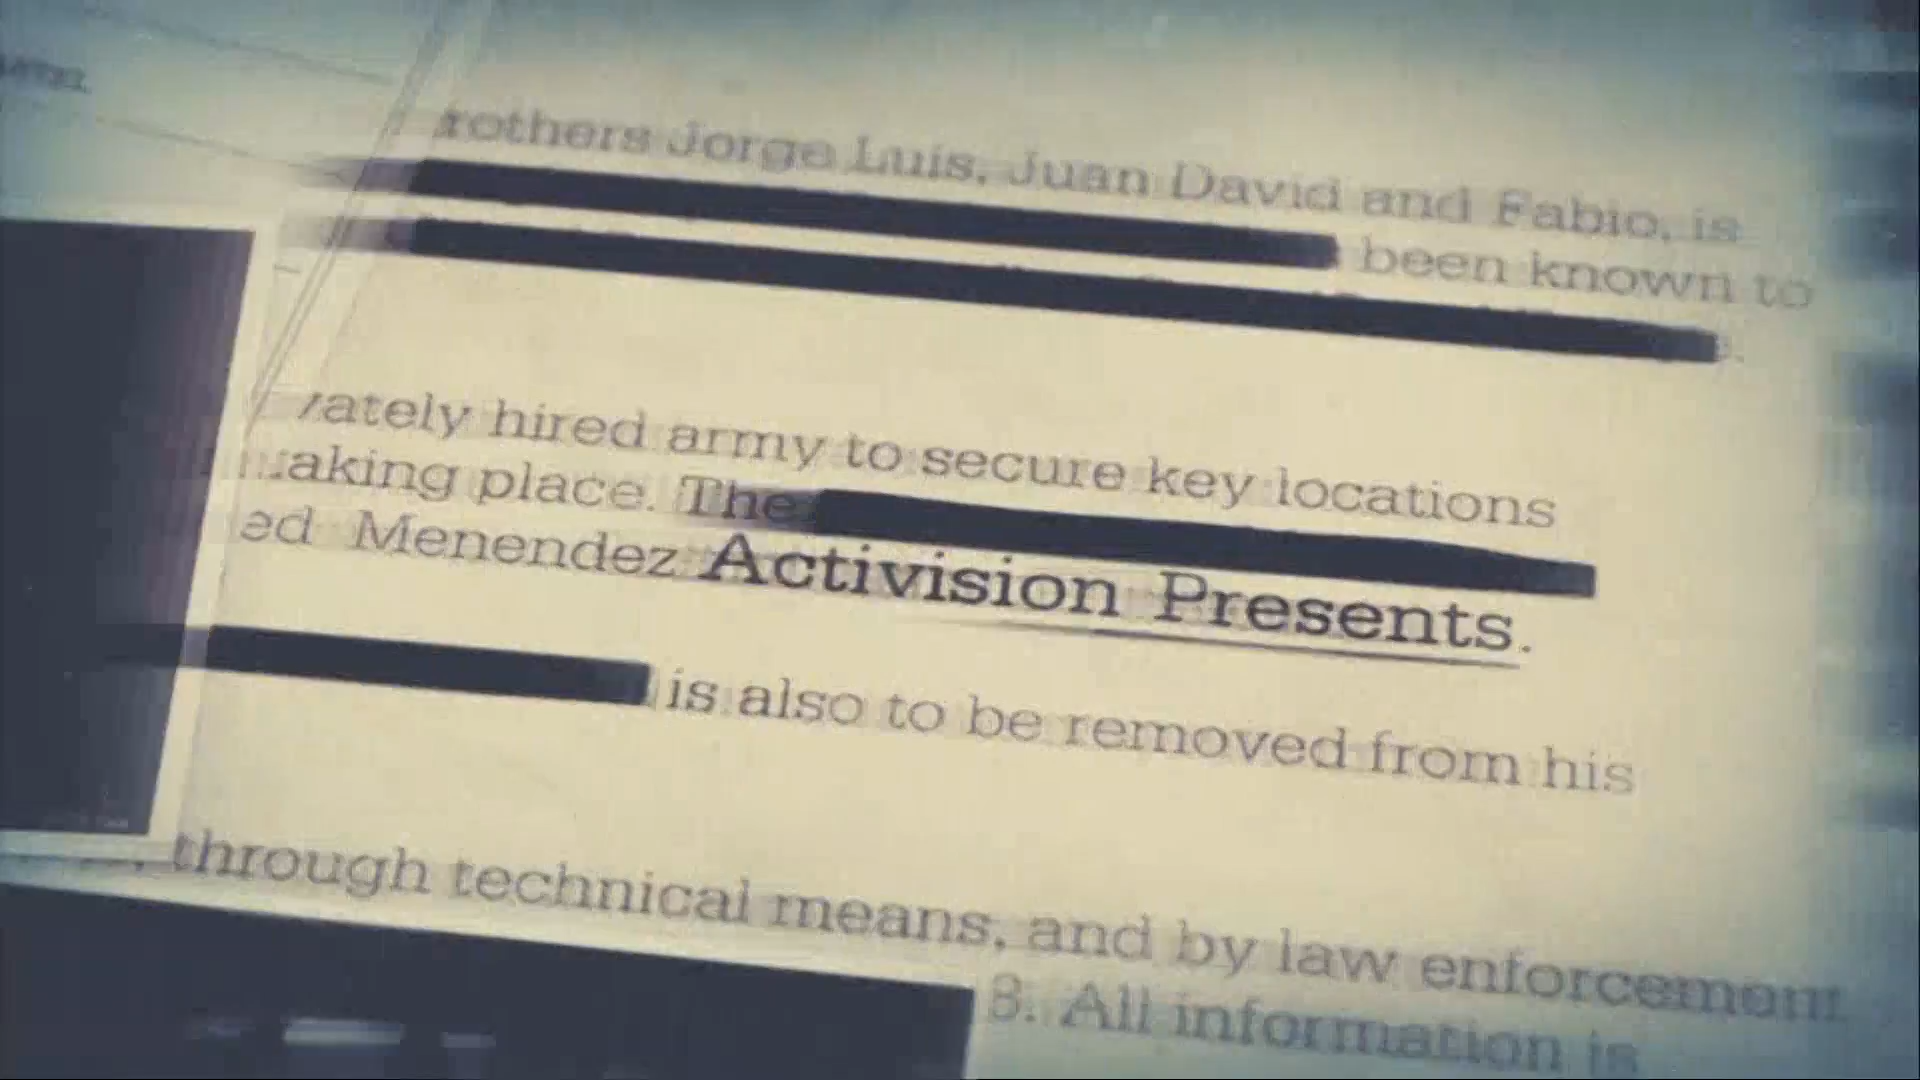 rothers Jorge Luis, Juan David and Fabio, is
been known to
rately hired army to secure key locations
aking place. The
ed Menendez Activision Presents.
is also to be removed from his
, through technical means, and by law enforcement
8. All information is